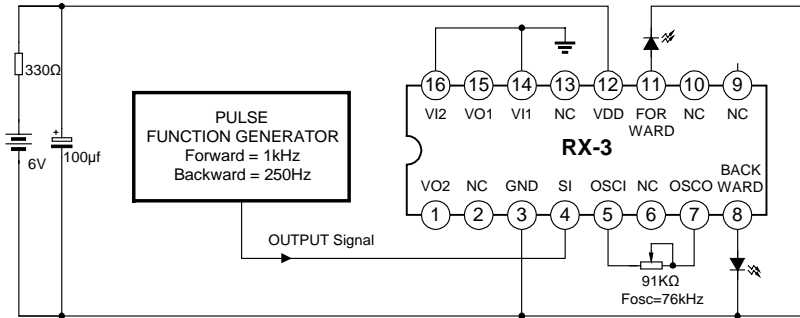 330Ω
6V
+
100μf
PULSE
FUNCTION GENERATOR
Forward = 1kHz
Backward = 250Hz
OUTPUT Signal
16 15 14 13 12 11 10 9
VI2 VO1 VI1 NC VDD FOR WARD NC NC
RX-3
VO2 NC GND SI OSCI NC OSCO BACK WARD
1 2 3 4 5 6 7 8
91KΩ
Fosc=76kHz